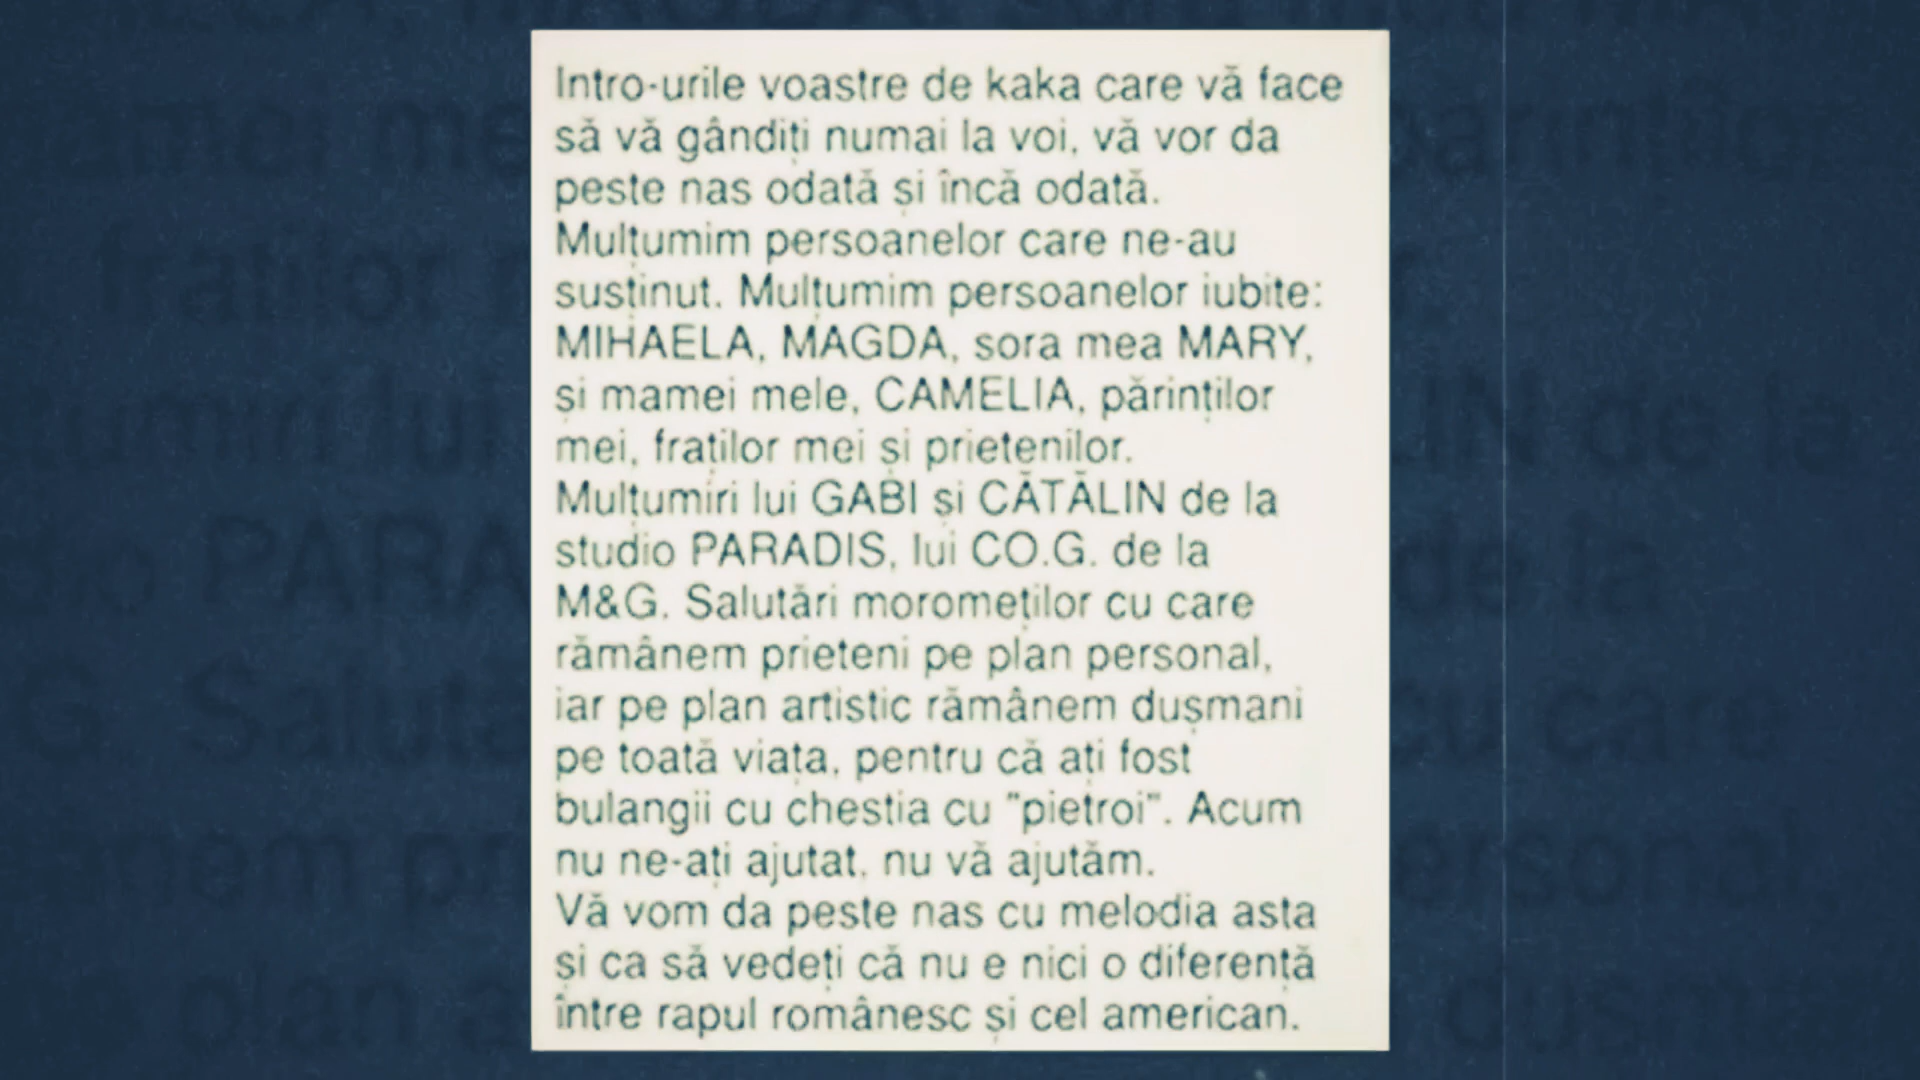 Intro-urile voastre de kaka care vă face
să vă gândiți numai la voi, vă vor da
peste nas odată și încă odată.
Mulțumim persoanelor care ne-au
susținut. Mulțumim persoanelor iubite:
MIHAELA, MAGDA, sora mea MARY,
și mamei mele, CAMELIA, părinților
mei, fraților mei și prietenilor.
Mulțumiri lui GABI și CĂTĂLIN de la
studio PARADIS, lui CO.G. de la
M&G. Salutări moromeților cu care
rămânem prieteni pe plan personal,
iar pe plan artistic rămânem dușmani
pe toată viața, pentru că ați fost
bulangii cu chestia cu "pietroi". Acum
nu ne-ați ajutat, nu vă ajutăm.
Vă vom da peste nas cu melodia asta
și ca să vedeți că nu e nici o diferență
între rapul românesc și cel american.